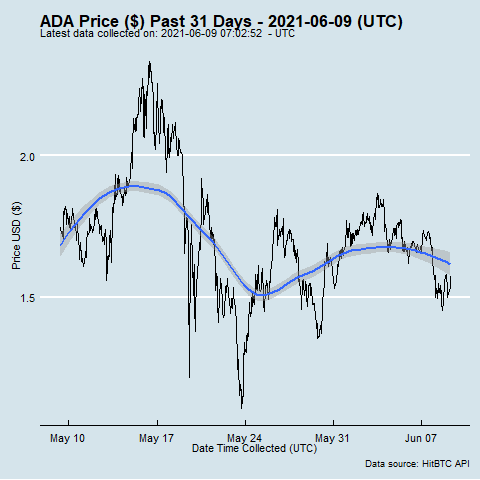 ADA Price ($) Past 31 Days - 2021-06-09 (UTC)
Latest data collected on: 2021-06-09 07:02:52 - UTC
2.0
Price USD ($)
1.5
May 10 May 17 May 24 May 31 Jun 07
Date Time Collected (UTC)
Data source: HitBTC API